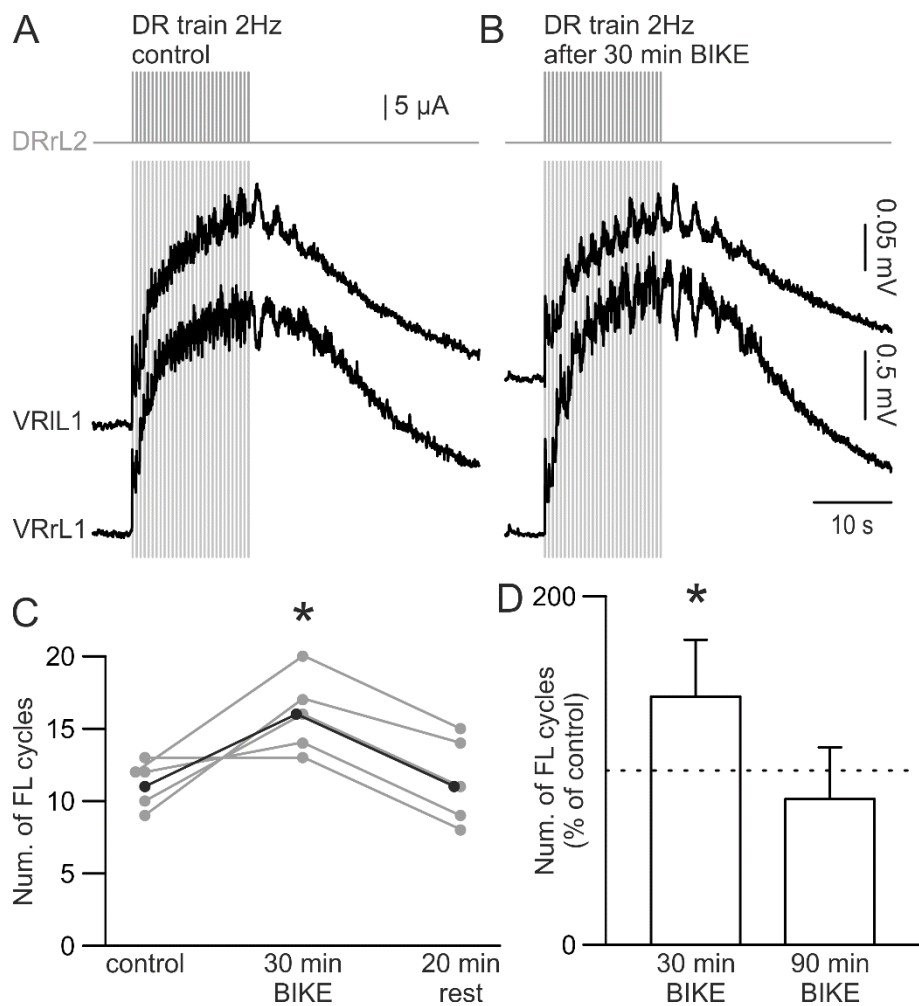 A
DR train 2Hz
control
B
DR train 2Hz
after 30 min BIKE
5 µA
DRrL2
0.05 mV
VRlL1
0.5 mV
VRrL1
10 s
C
*
20
15
10
5
0
Num. of FL cycles
control
30 min
BIKE
20 min
rest
D
*
200
0
Num. of FL cycles
(% of control)
30 min
BIKE
90 min
BIKE